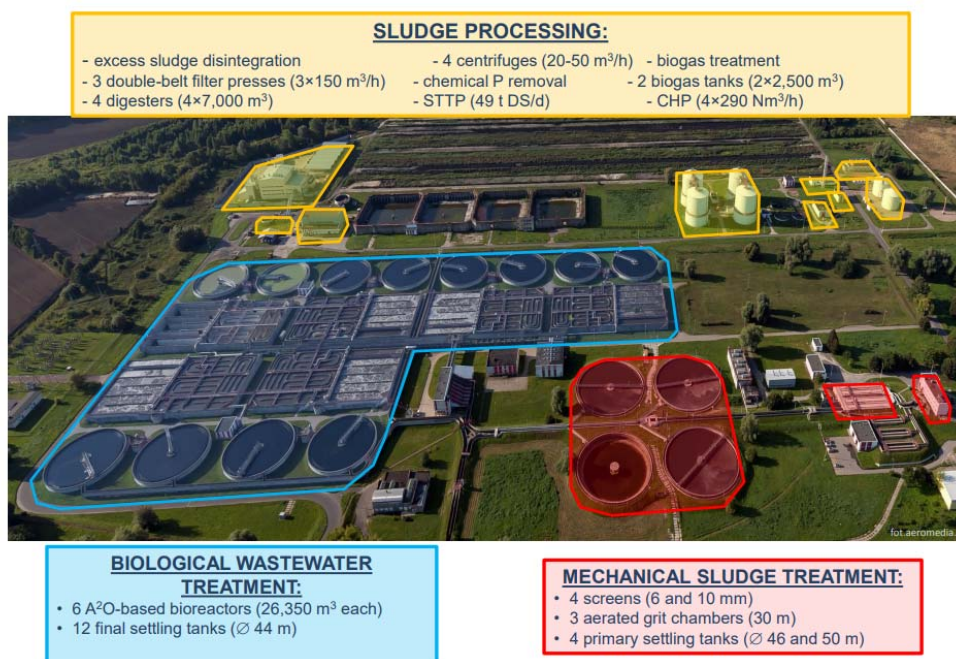 SLUDGE PROCESSING:
- excess sludge disintegration - 4 centrifuges (20-50 m³/h) - biogas treatment
- 3 double-belt filter presses (3×150 m³/h) - chemical P removal - 2 biogas tanks (2×2,500 m³)
- 4 digesters (4×7,000 m³) - STTP (49 t DS/d) - CHP (4×290 Nm³/h)
fot.aeromedia.
BIOLOGICAL WASTEWATER
TREATMENT:
• 6 A²O-based bioreactors (26,350 m³ each)
• 12 final settling tanks (∅ 44 m)
MECHANICAL SLUDGE TREATMENT:
• 4 screens (6 and 10 mm)
• 3 aerated grit chambers (30 m)
• 4 primary settling tanks (∅ 46 and 50 m)